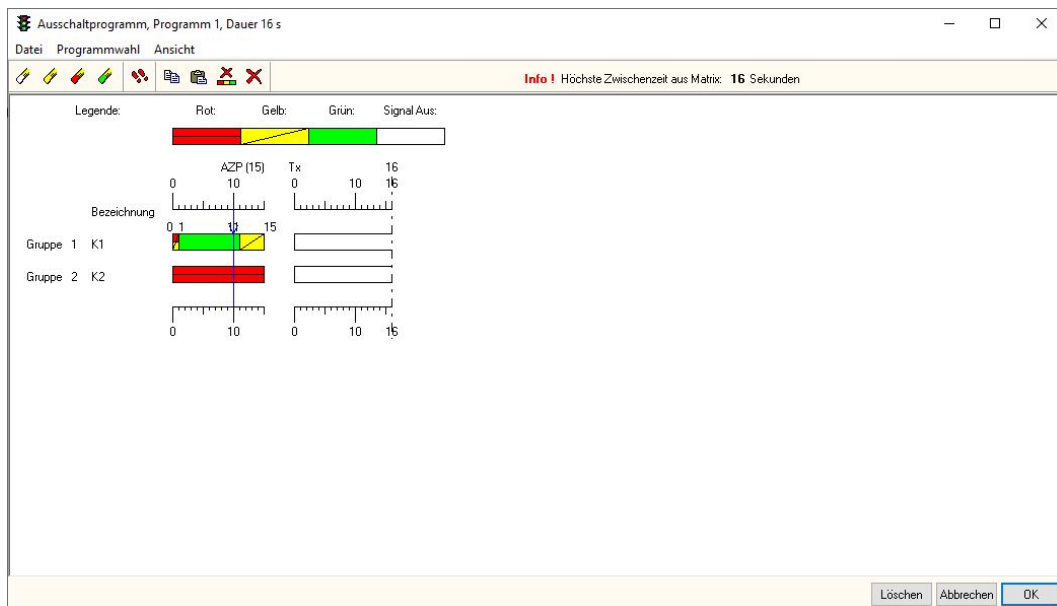 Ausschaltprogramm, Programm 1, Dauer 16 s
Datei Programmwahl Ansicht
Info ! Höchste Zwischenzeit aus Matrix: 16 Sekunden
Legende: Rot: Gelb: Grün: Signal Aus:
AZP (15) Tx 16
0 10 0 10 16
Bezeichnung
0 1 11 15
Gruppe 1 K1
Gruppe 2 K2
0 10 0 10 16
Löschen Abbrechen OK